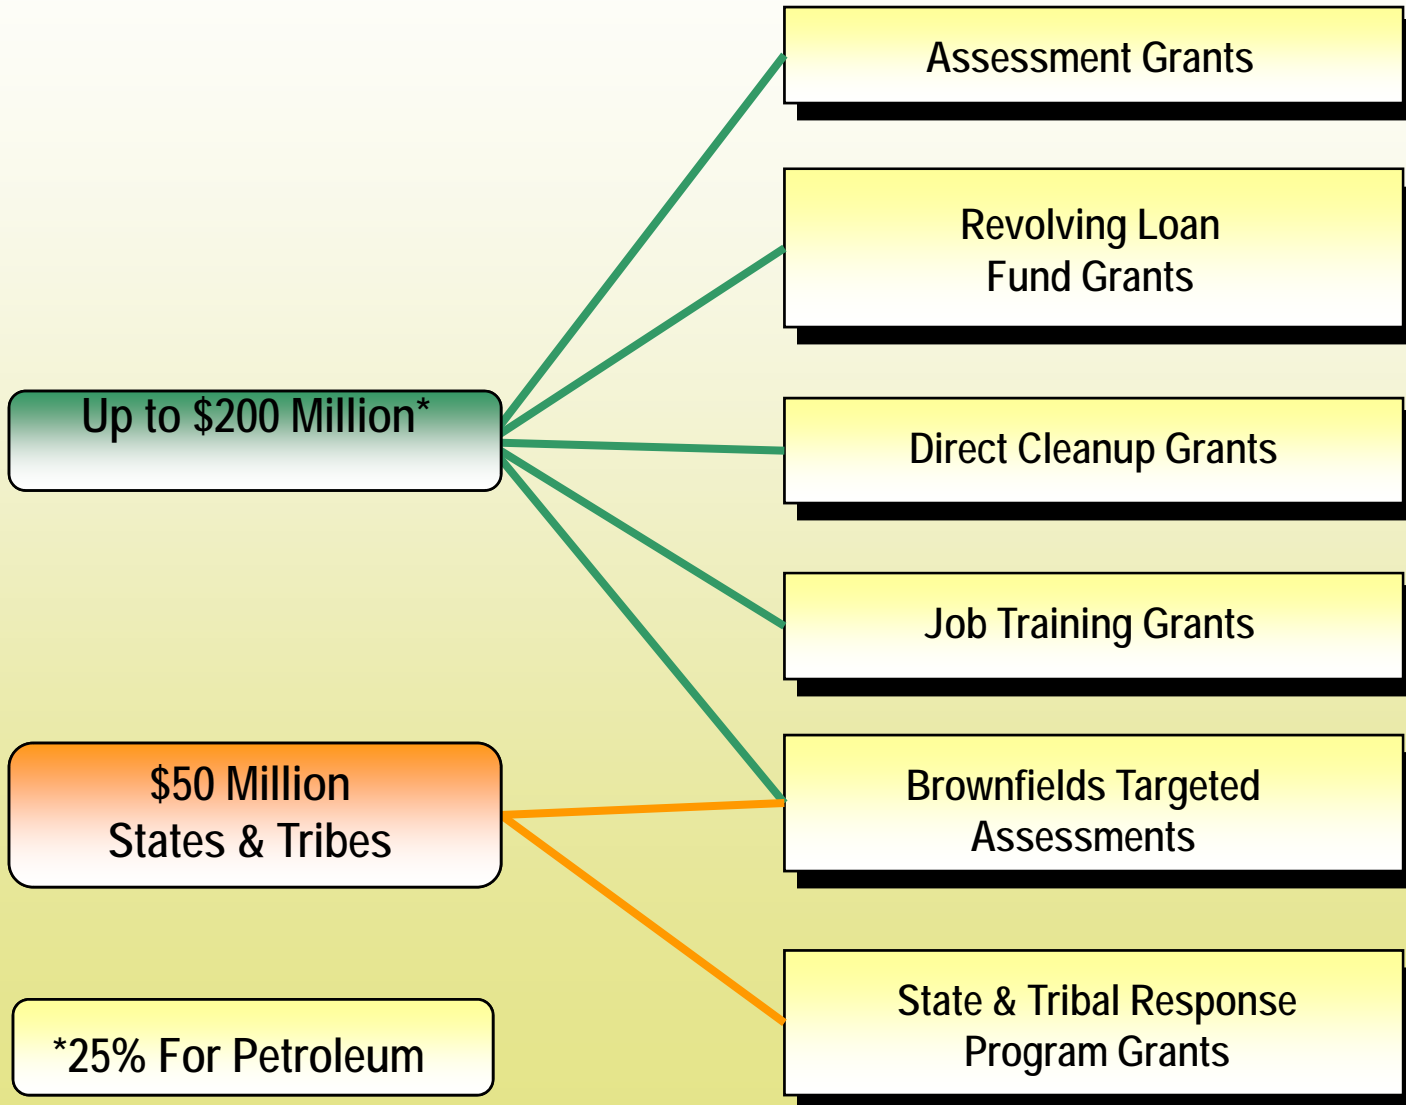 Assessment Grants
Revolving Loan
Fund Grants
Up to $200 Million*
Direct Cleanup Grants
Job Training Grants
$50 Million
States & Tribes
Brownfields Targeted
Assessments
State & Tribal Response
Program Grants
*25% For Petroleum